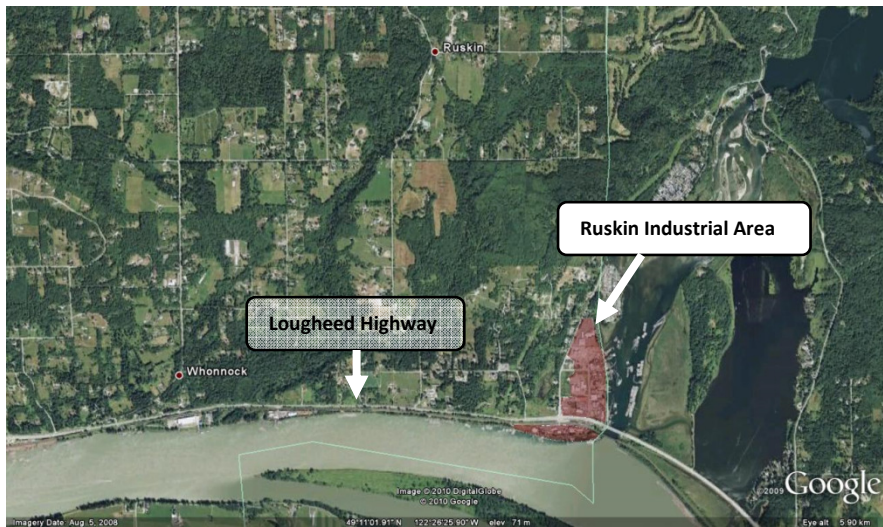 Ruskin
Ruskin Industrial Area
Lougheed Highway
Whonnock
Image © 2010 DigitalGlobe
© 2010 Google
2009 Google
Imagery Date: Aug 5, 2008
49°11'01.91" N 122°26'25.90" W elev 71 m
Eye alt 5.90 km